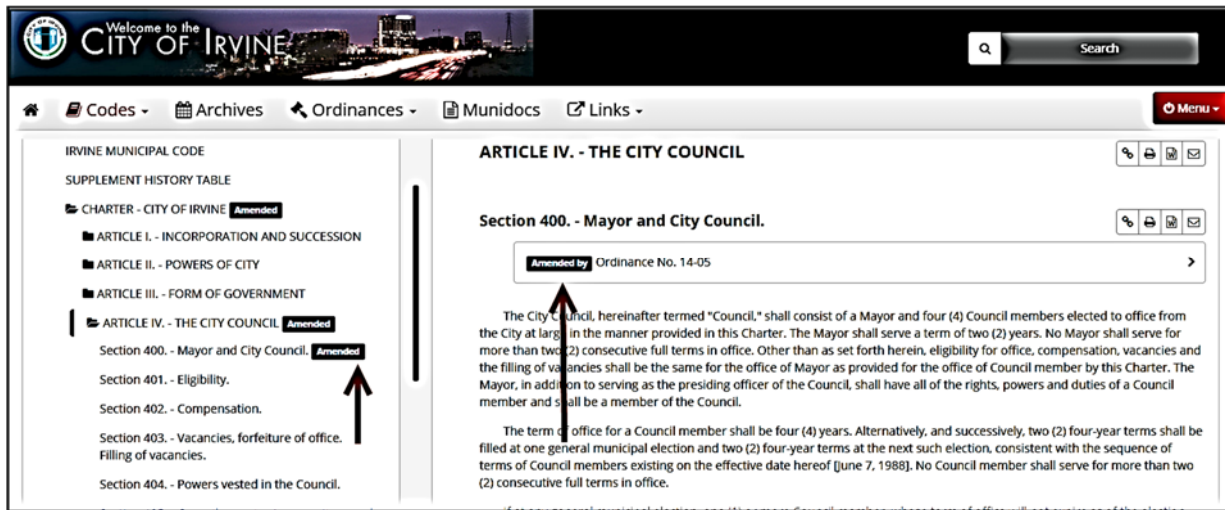 Welcome to the
CITY OF IRVINE
Search
Codes
Archives
Ordinances
Munidocs
Links
Menu
IRVINE MUNICIPAL CODE
SUPPLEMENT HISTORY TABLE
CHARTER - CITY OF IRVINE Amended
ARTICLE I. - INCORPORATION AND SUCCESSION
ARTICLE II. - POWERS OF CITY
ARTICLE III. - FORM OF GOVERNMENT
ARTICLE IV. - THE CITY COUNCIL Amended
Section 400. - Mayor and City Council. Amended
Section 401. - Eligibility.
Section 402. - Compensation.
Section 403. - Vacancies, forfeiture of office.
Filling of vacancies.
Section 404. - Powers vested in the Council.
ARTICLE IV. - THE CITY COUNCIL
Section 400. - Mayor and City Council.
Amended by Ordinance No. 14-05
The City Council, hereinafter termed "Council," shall consist of a Mayor and four (4) Council members elected to office from
the City at large in the manner provided in this Charter. The Mayor shall serve a term of two (2) years. No Mayor shall serve for
more than two (2) consecutive full terms in office. Other than as set forth herein, eligibility for office, compensation, vacancies and
the filling of vacancies shall be the same for the office of Mayor as provided for the office of Council member by this Charter. The
Mayor, in addition to serving as the presiding officer of the Council, shall have all of the rights, powers and duties of a Council
member and shall be a member of the Council.
The term of office for a Council member shall be four (4) years. Alternatively, and successively, two (2) four-year terms shall be
filled at one general municipal election and two (2) four-year terms at the next such election, consistent with the sequence of
terms of Council members existing on the effective date hereof [June 7, 1988]. No Council member shall serve for more than two
(2) consecutive full terms in office.